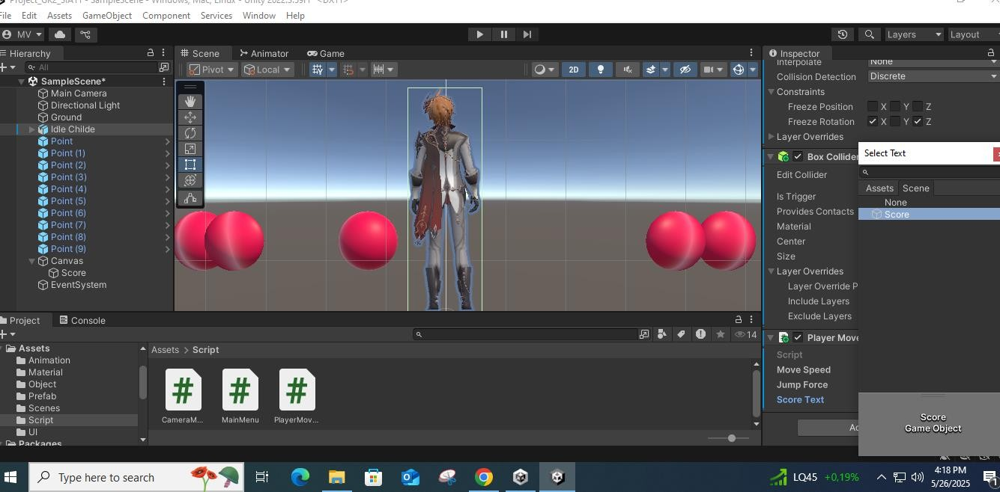 Project_GKZ_SIATT - SampleScene - Windows, Mac, Linux - Unity 2022.3.59f1* <DX11>
File Edit Assets GameObject Component Services Window Help
MV Layers Layout
Hierarchy Scene Animator Game Inspector
All Pivot Local 2D Interpolate None
SampleScene*
Main Camera
Directional Light
Ground
Idle Childe
Point
Point (1)
Point (2)
Point (3)
Point (4)
Point (5)
Point (6)
Point (7)
Point (8)
Point (9)
Canvas
Score
EventSystem
Collision Detection Discrete
Constraints
Freeze Position X Y Z
Freeze Rotation X Y Z
Layer Overrides
Box Collider
Edit Collider
Is Trigger
Provides Contacts
Material
Center
Size
Layer Overrides
Layer Override P
Include Layers
Exclude Layers
Player Move
Script
Move Speed
Jump Force
Score Text
Ad
Select Text
Assets Scene
None
Score
Score
Game Object
Project Console
14
Assets
Animation
Material
Object
Prefab
Scenes
Script
UI
Packages
Assets > Script
CameraM... MainMenu PlayerMov...
Type here to search
LQ45 +0,19%
4:18 PM
5/26/2025
1